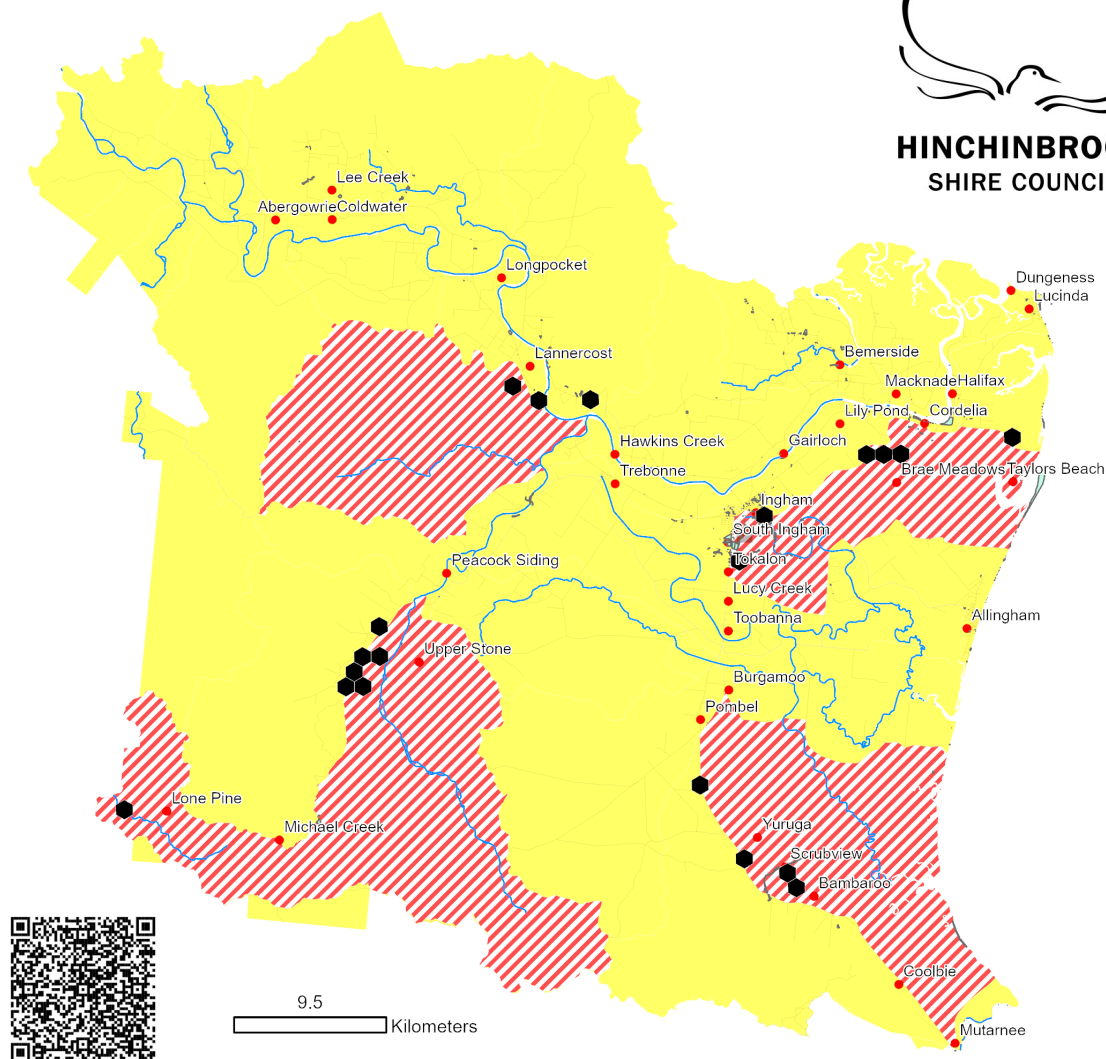 HINCHINBROO
SHIRE COUNCI
Lee Creek
Abergowrie
Coldwater
Longpocket
Dungeness
Lucinda
Lannercost
Bemerside
Macknade
Halifax
Lily Pond
Cordelia
Hawkins Creek
Gairloch
Trebonne
Brae Meadows
Taylors Beach
Ingham
South Ingham
Tokalon
Peacock Siding
Lucy Creek
Toobanna
Allingham
Upper Stone
Burgamoo
Pombel
Lone Pine
Michael Creek
Yuruga
Scrubview
Bambaroo
Coolbie
9.5
Kilometers
Mutarnee